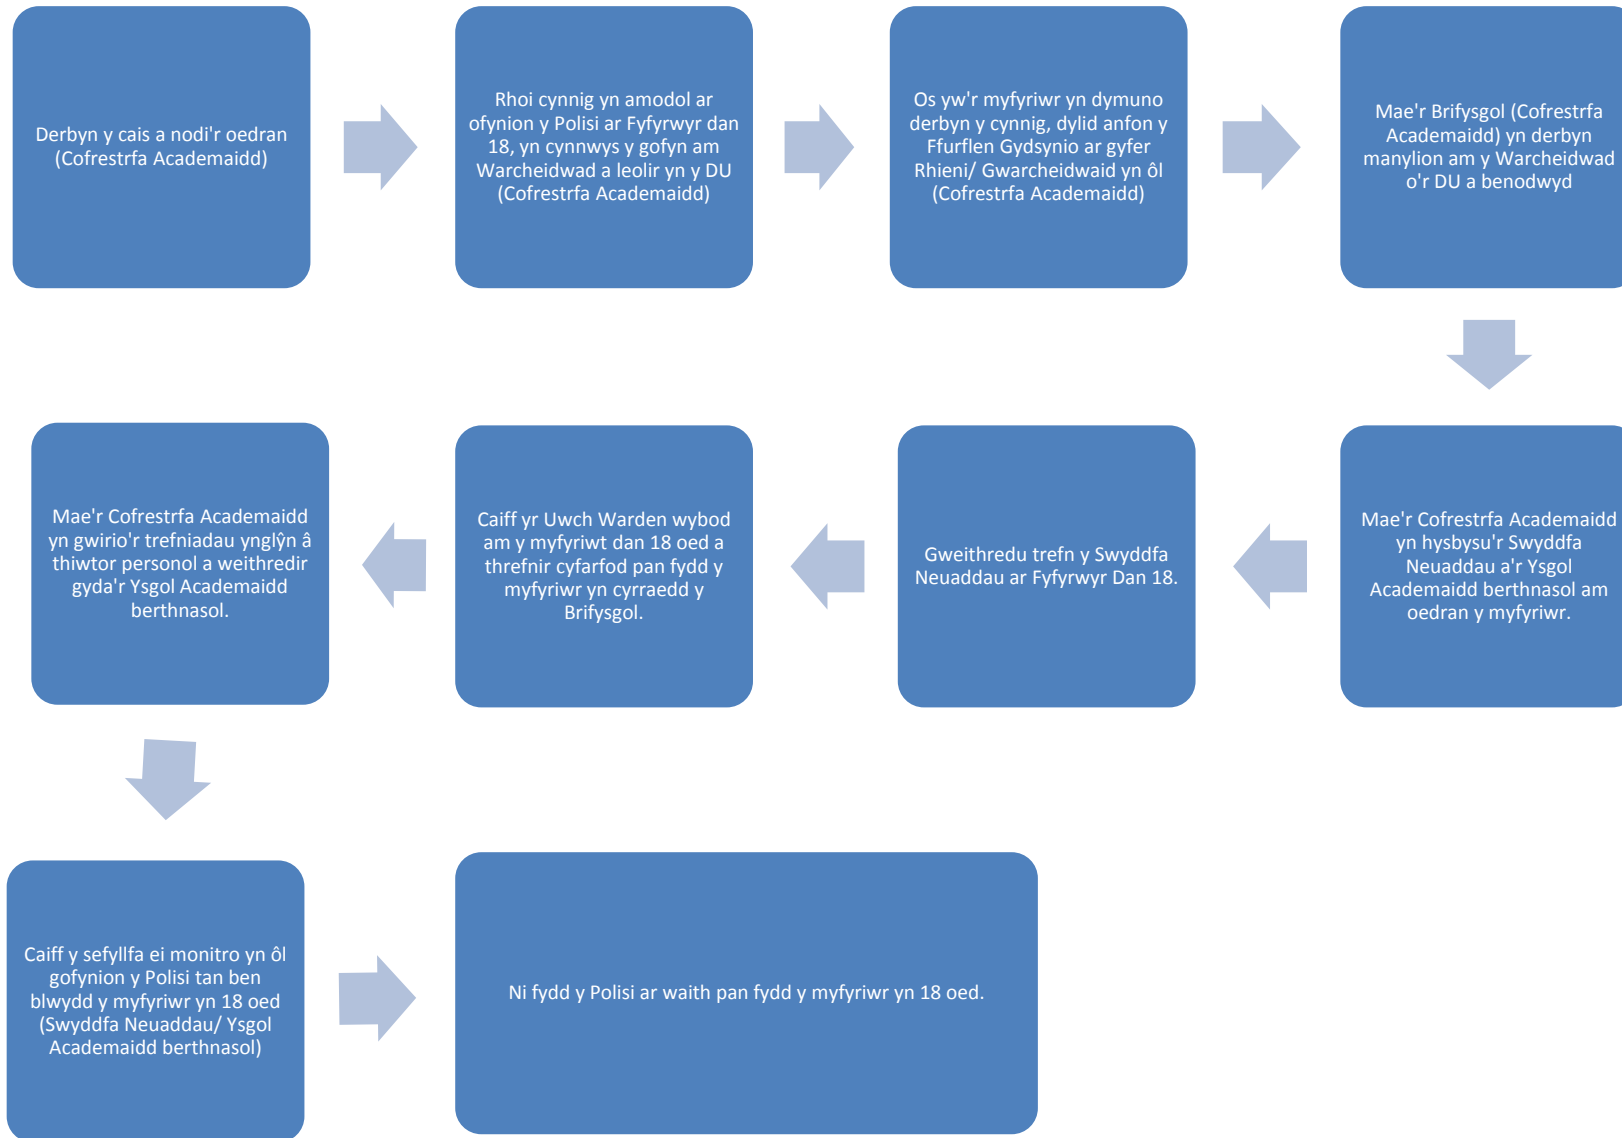 Derbyn y cais a nodi'r oedran
(Cofrestrfa Academaidd)
Rhoi cynnig yn amodol ar
ofynion y Polisi ar Fyfyrwyr dan
18, yn cynnwys y gofyn am
Warcheidwad a leolir yn y DU
(Cofrestrfa Academaidd)
Os yw'r myfyriwr yn dymuno
derbyn y cynnig, dylid anfon y
Ffurflen Gydsynio ar gyfer
Rhieni/ Gwarcheidwaid yn ôl
(Cofrestrfa Academaidd)
Mae'r Brifysgol (Cofrestrfa
Academaidd) yn derbyn
manylion am y Warcheidwad
o'r DU a benodwyd
Mae'r Cofrestrfa Academaidd
yn hysbysu'r Swyddfa
Neuaddau a'r Ysgol
Academaidd berthnasol am
oedran y myfyriwr.
Gweithredu trefn y Swyddfa
Neuaddau ar Fyfyrwyr Dan 18.
Caiff yr Uwch Warden wybod
am y myfyriwt dan 18 oed a
threfnir cyfarfod pan fydd y
myfyriwr yn cyrraedd y
Brifysgol.
Mae'r Cofrestrfa Academaidd
yn gwirio'r trefniadau ynglŷn â
thiwtor personol a weithredir
gyda'r Ysgol Academaidd
berthnasol.
Caiff y sefyllfa ei monitro yn ôl
gofynion y Polisi tan ben
blwydd y myfyriwr yn 18 oed
(Swyddfa Neuaddau/ Ysgol
Academaidd berthnasol)
Ni fydd y Polisi ar waith pan fydd y myfyriwr yn 18 oed.